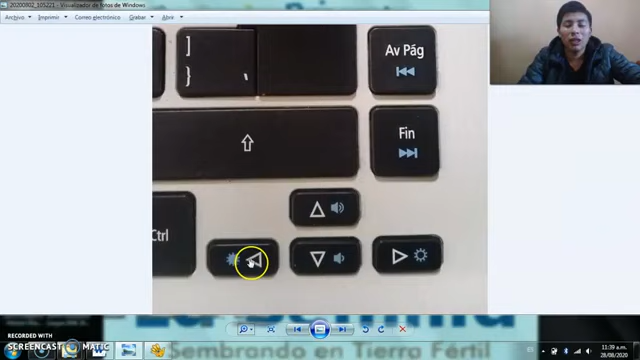 20200802_105221 - Visualizador de fotos de Windows
Archivo Imprimir Correo electrónico Grabar Abrir
]
Av Pág
Fin
Ctrl
Sembrando en Tierra Fértil
RECORDED WITH
SCREENCAST MATIC
ES
11:39 a.m.
28/08/2020